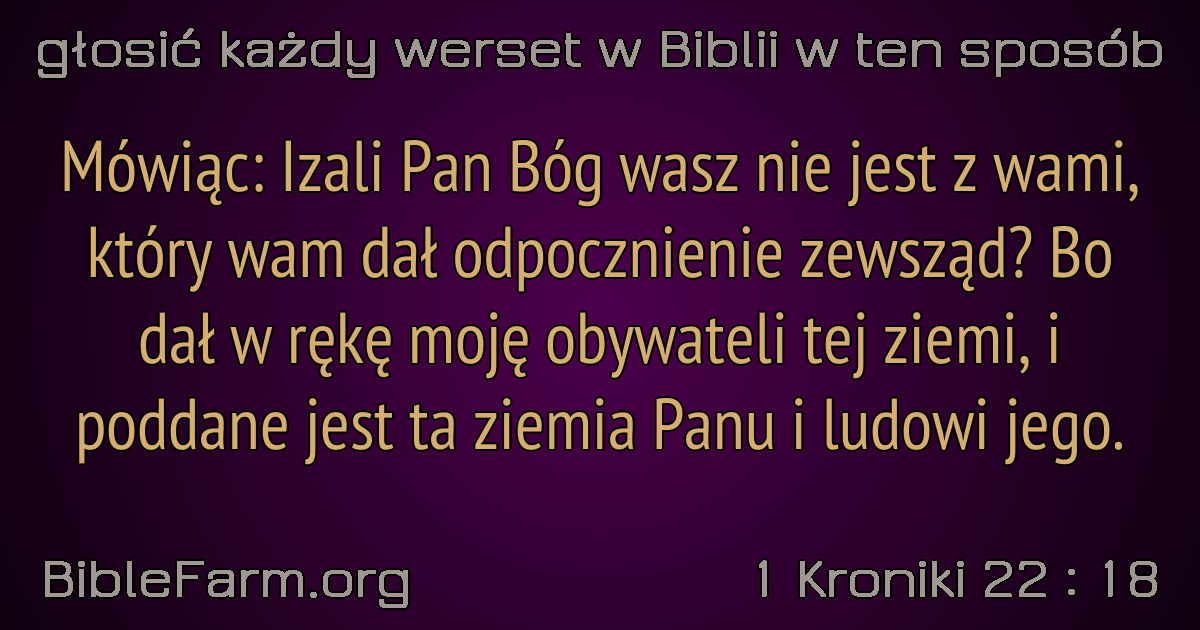 głosić każdy werset w Biblii w ten sposób
Mówiąc: Izali Pan Bóg wasz nie jest z wami,
który wam dał odpocznienie zewsząd? Bo
dał w rękę moję obywateli tej ziemi, i
poddane jest ta ziemia Panu i ludowi jego.
BibleFarm.org
1 Kroniki 22 : 18